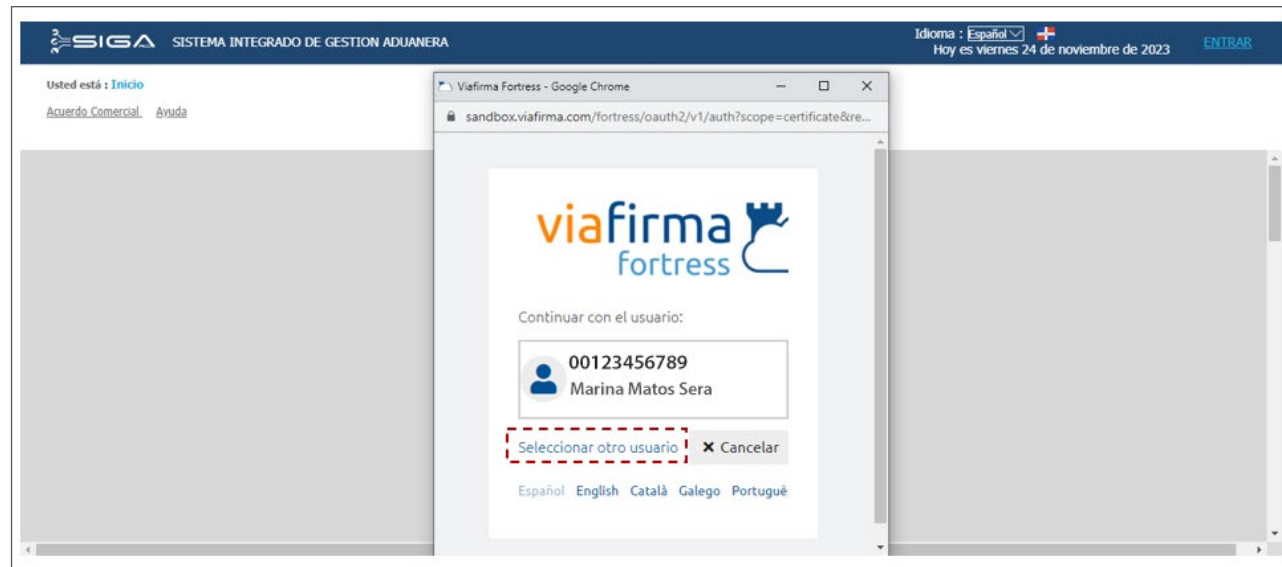 SIGA SISTEMA INTEGRADO DE GESTION ADUANERA
Idioma : Español
Hoy es viernes 24 de noviembre de 2023
ENTRAR
Usted está : Inicio
Acuerdo Comercial Ayuda
Viafirma Fortress - Google Chrome
sandbox.viafirma.com/fortress/oauth2/v1/auth?scope=certificate&re...
viafirma
fortress
Continuar con el usuario:
00123456789
Marina Matos Sera
Seleccionar otro usuario
Cancelar
Español English Català Galego Portugué